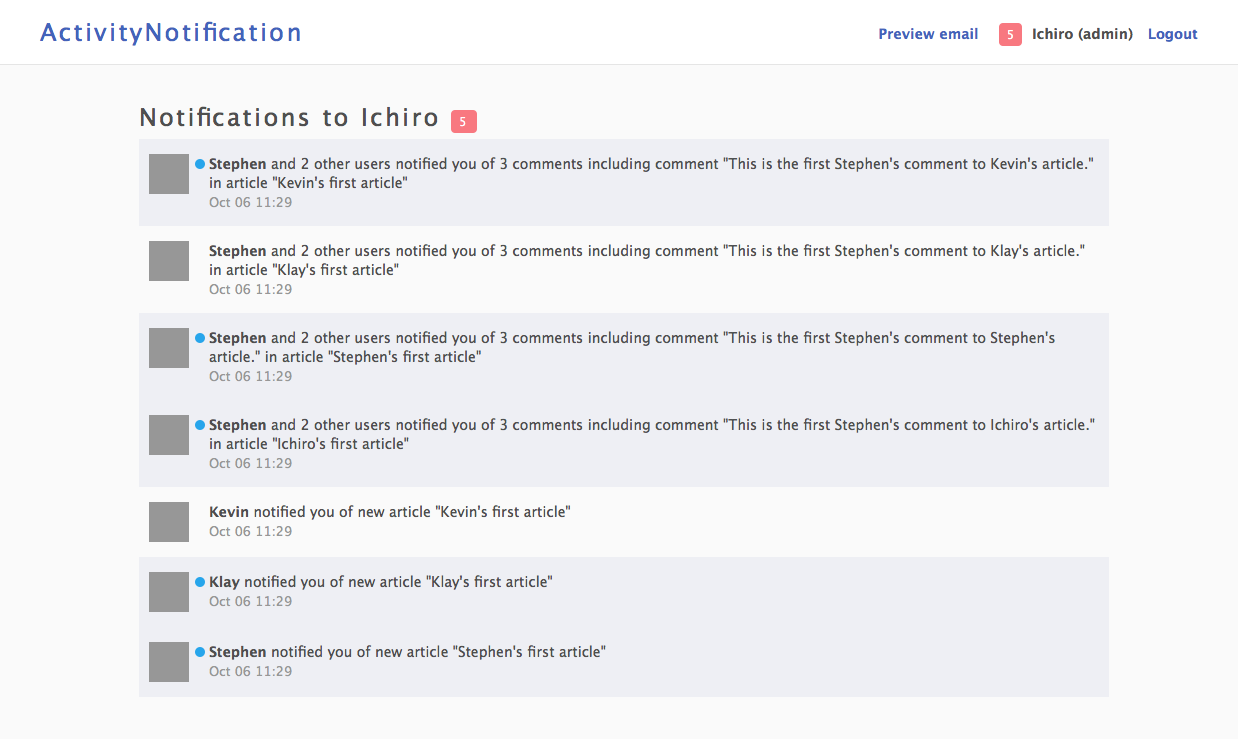 ActivityNotification
Preview email 5 Ichiro (admin) Logout
Notifications to Ichiro 5
Stephen and 2 other users notified you of 3 comments including comment "This is the first Stephen's comment to Kevin's article."
in article "Kevin's first article"
Oct 06 11:29
Stephen and 2 other users notified you of 3 comments including comment "This is the first Stephen's comment to Klay's article."
in article "Klay's first article"
Oct 06 11:29
Stephen and 2 other users notified you of 3 comments including comment "This is the first Stephen's comment to Stephen's
article." in article "Stephen's first article"
Oct 06 11:29
Stephen and 2 other users notified you of 3 comments including comment "This is the first Stephen's comment to Ichiro's article."
in article "Ichiro's first article"
Oct 06 11:29
Kevin notified you of new article "Kevin's first article"
Oct 06 11:29
Klay notified you of new article "Klay's first article"
Oct 06 11:29
Stephen notified you of new article "Stephen's first article"
Oct 06 11:29